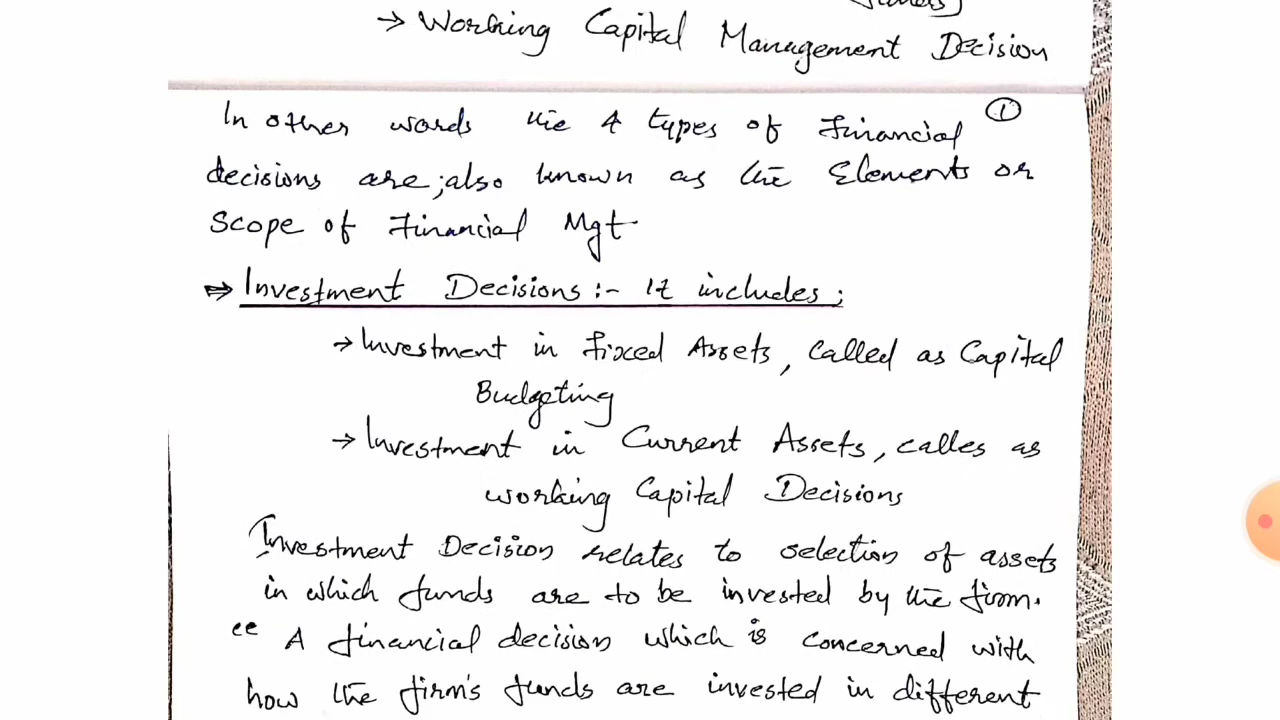 → Working Capital Management Decision
In other words the 4 types of Financial ①
decisions are; also known as the Elements or
Scope of Financial Mgt
⇒ Investment Decisions :- It includes;
→ Investment in Fixed Assets, Called as Capital
Budgeting
→ Investment in Current Assets, calles as
working Capital Decisions
Investment Decision relates to selection of assets
in which funds are to be invested by the firm.
“ A financial decision which is concerned with
how the firm's funds are invested in different